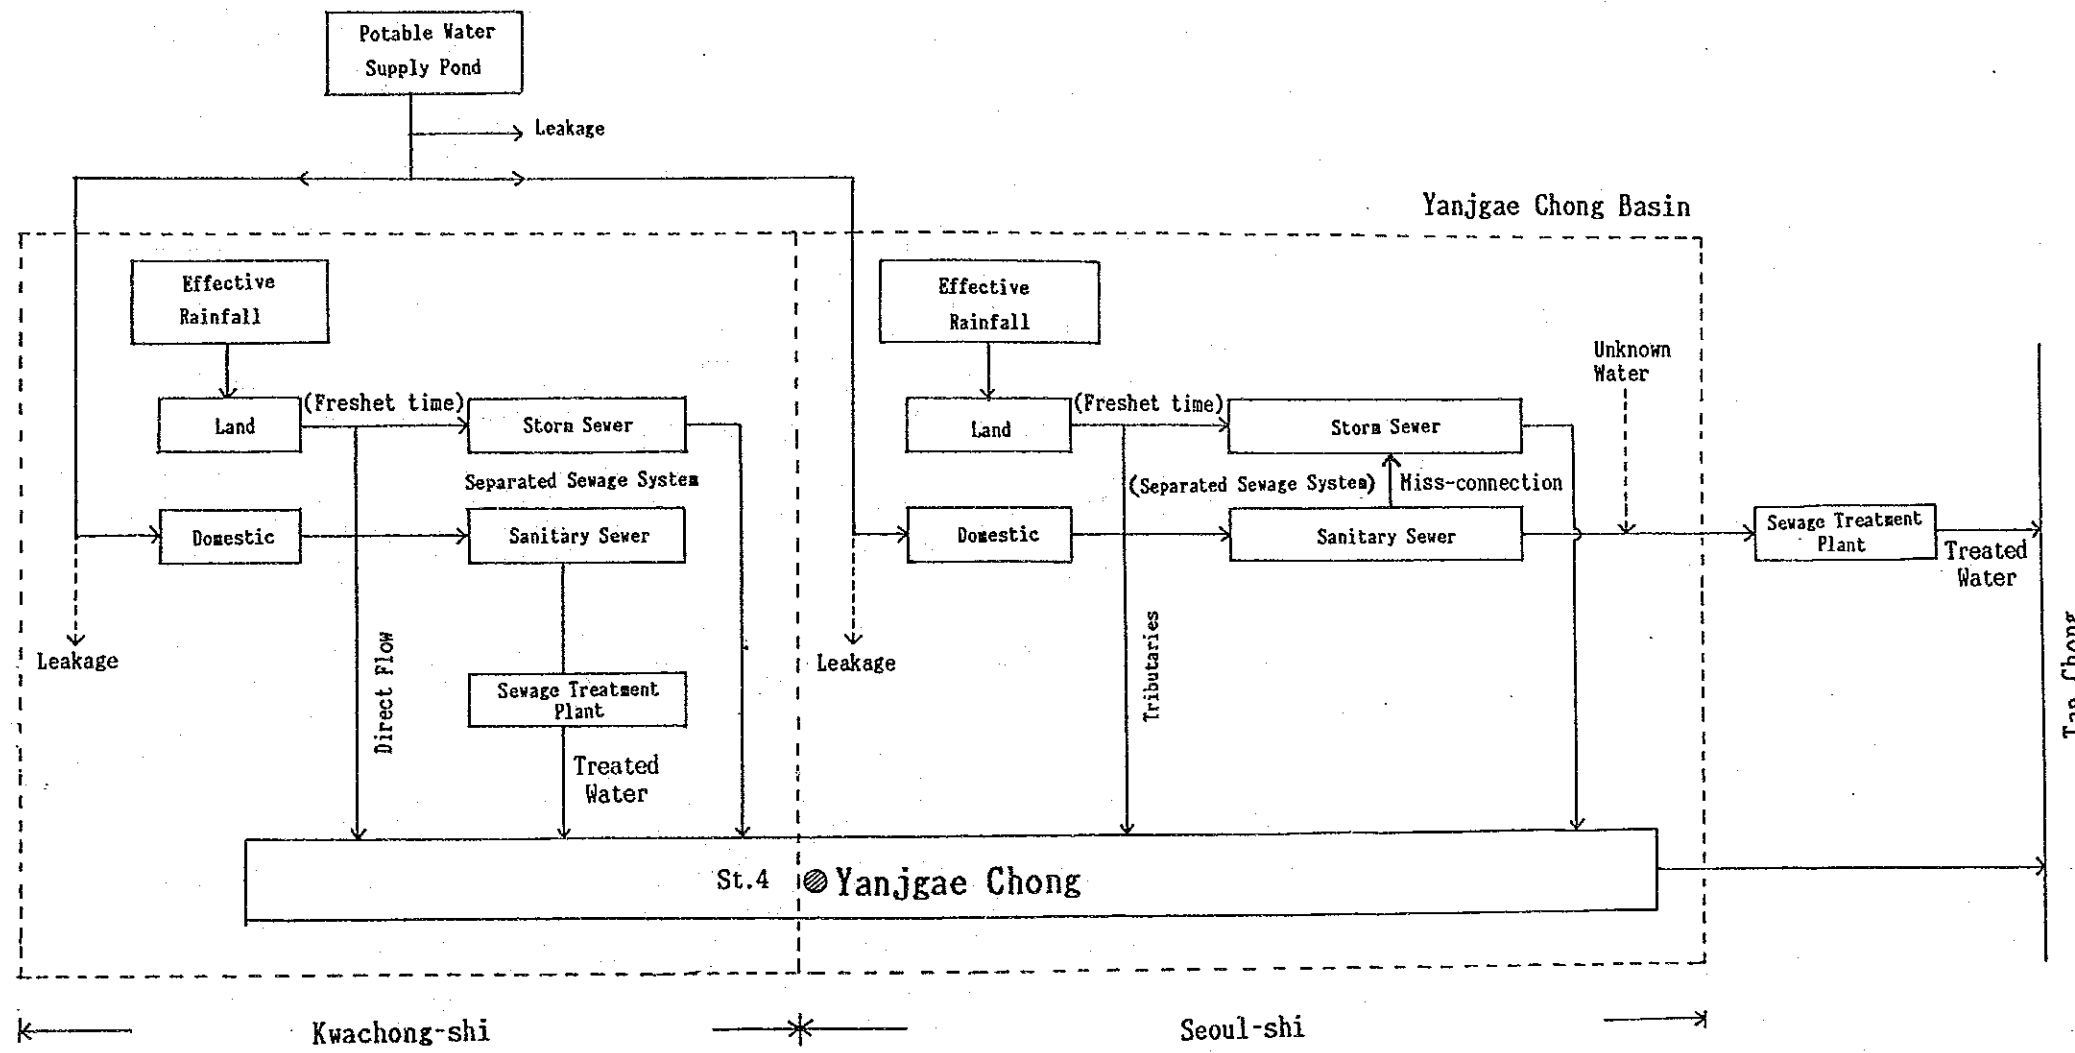 Potable Water
Supply Pond
Leakage
Yanjgae Chong Basin
Effective
Rainfall
Effective
Rainfall
Unknown
Water
(Freshet time)
(Freshet time)
Land
Storm Sewer
Land
Storm Sewer
Separated Sewage System
(Separated Sewage System)
Miss-connection
Domestic
Sanitary Sewer
Domestic
Sanitary Sewer
Sewage Treatment
Plant
Treated
Water
Leakage
Direct Flow
Leakage
Tributaries
Tan Chong
Sewage Treatment
Plant
Treated
Water
St.4
Yanjgae Chong
Kwachong-shi
Seoul-shi